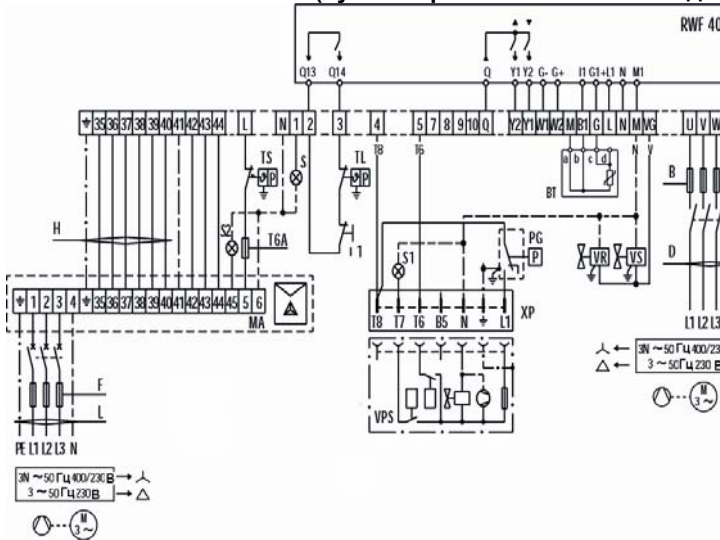 RWF 40
Q13 Q14 Q Y1 Y2 G- G+ I1 G1+ L1 N M1
35 36 37 38 39 40 41 42 43 44 L N 1 2 3 4 5 7 8 9 10 Q Y2 Y1 W1 W2 M B1 G L N M VG U V W
T8 T6 N V
TS S TL
a b c d
BT
B
H S2 T6A 1
S1 PG P VR VS D
1 2 3 4 35 36 37 38 39 40 41 42 43 44 45 5 6
MA
T8 T7 T6 B5 N L1
XP
L1 L2 L3
3N ~50 Гц 400/23
3 ~50Гц 230 В
M
3~
F
L
VPS
PE L1 L2 L3 N
3N ~50 Гц 400/230 В
3 ~50 Гц 230 В
M
3~